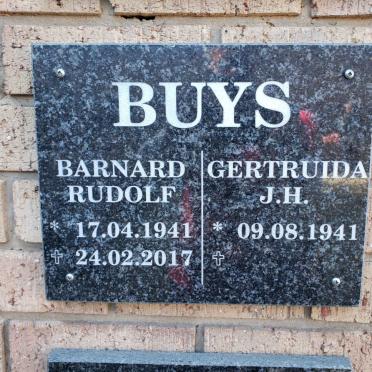 BUYS
BARNARD
RUDOLF
* 17.04.1941
✝ 24.02.2017
GERTRUIDA
J.H.
* 09.08.1941
✝